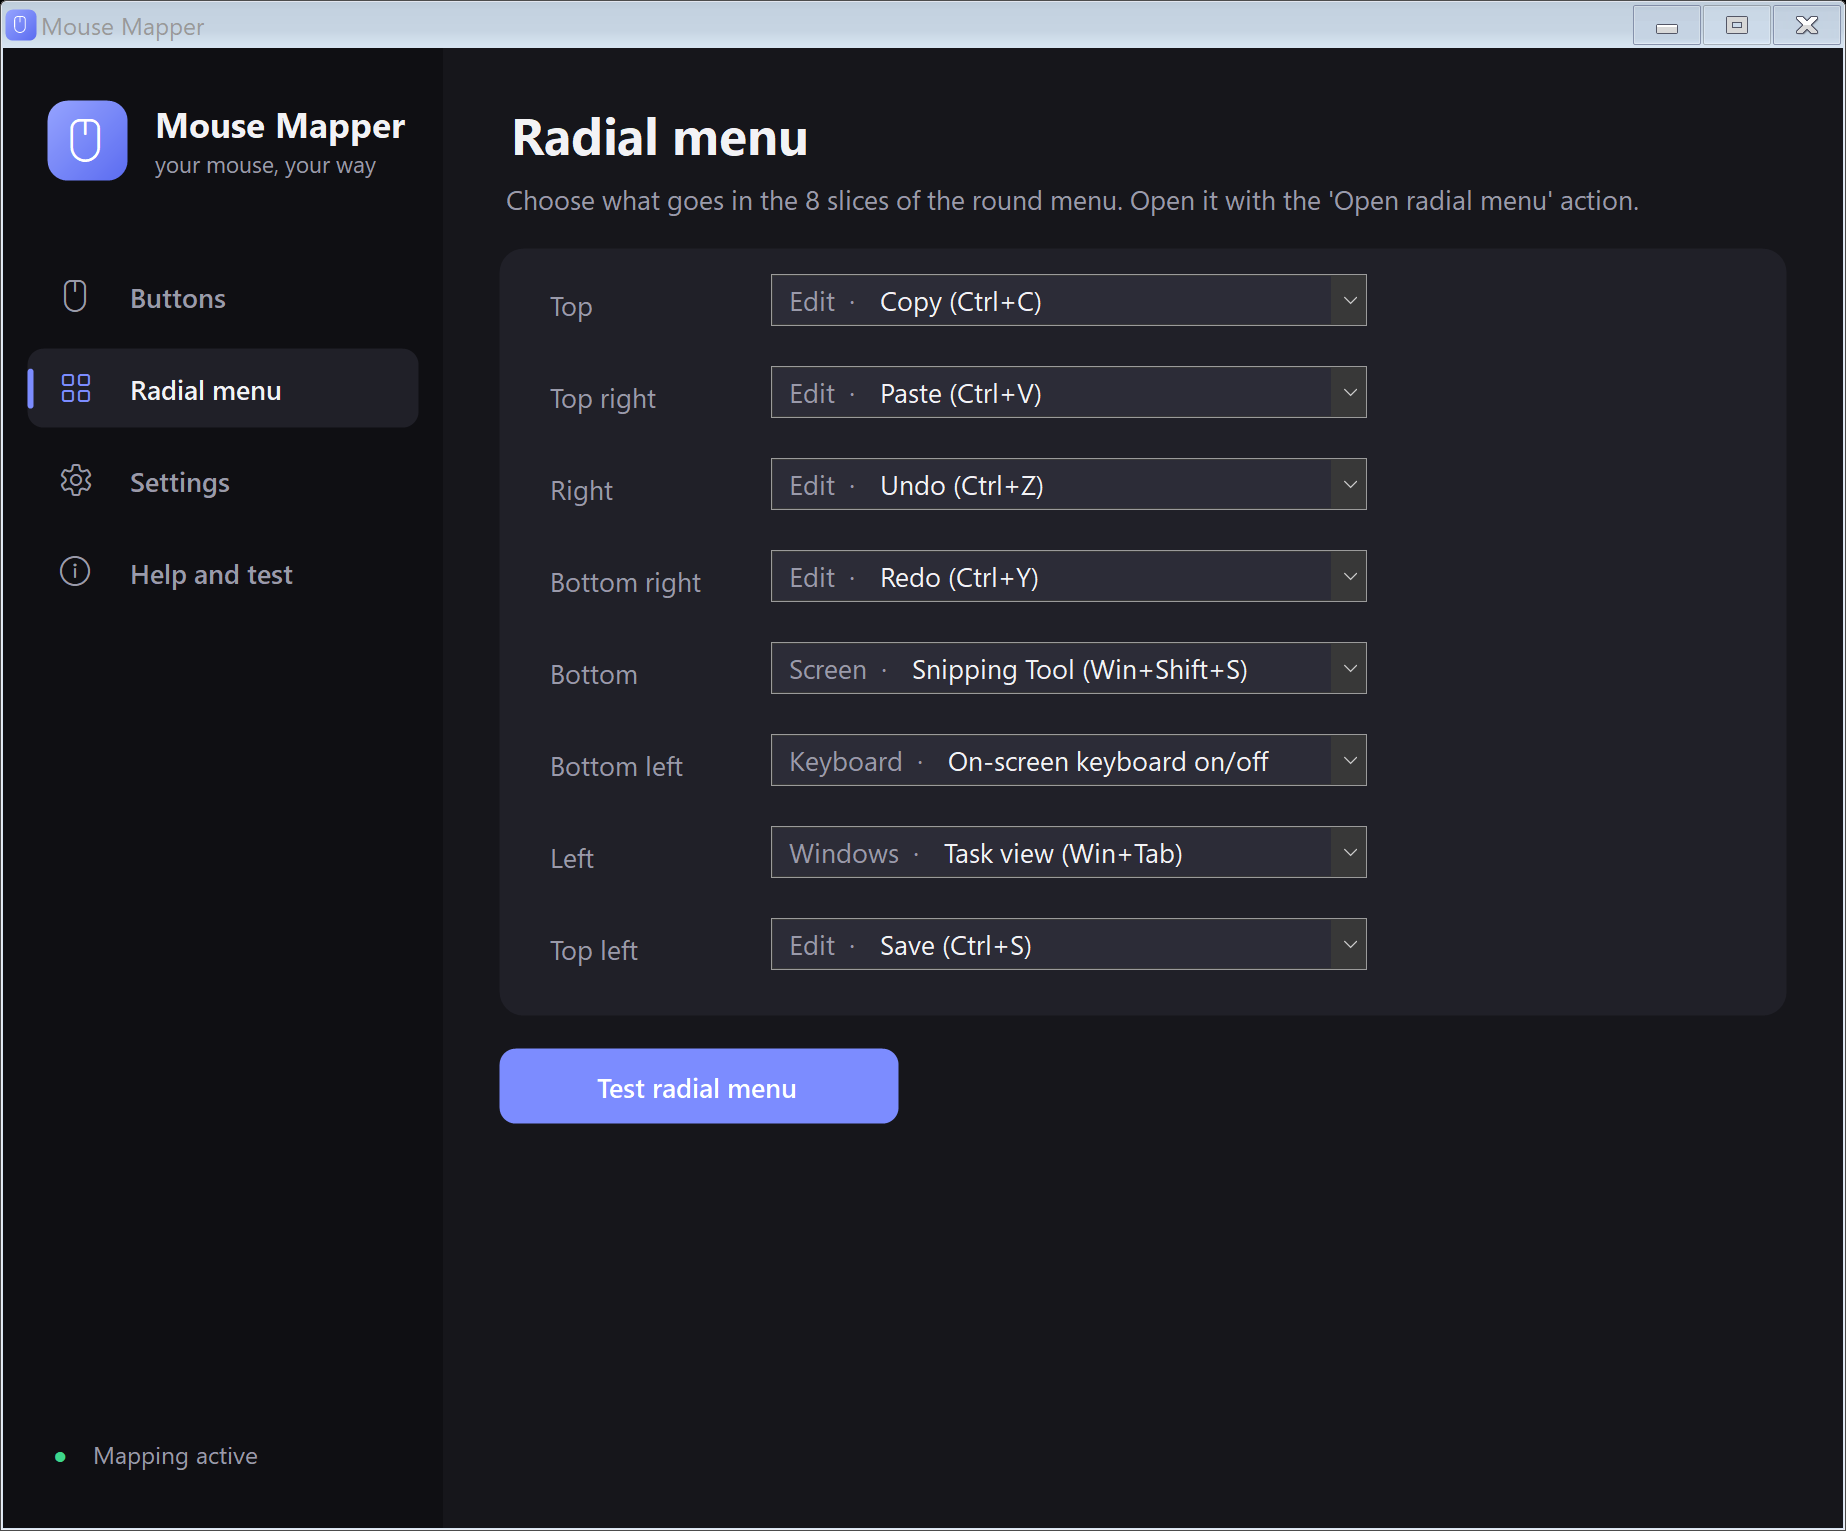 Mouse Mapper
Mouse Mapper
your mouse, your way
Buttons
Radial menu
Settings
Help and test
Mapping active
Radial menu
Choose what goes in the 8 slices of the round menu. Open it with the 'Open radial menu' action.
Top Edit · Copy (Ctrl+C)
Top right Edit · Paste (Ctrl+V)
Right Edit · Undo (Ctrl+Z)
Bottom right Edit · Redo (Ctrl+Y)
Bottom Screen · Snipping Tool (Win+Shift+S)
Bottom left Keyboard · On-screen keyboard on/off
Left Windows · Task view (Win+Tab)
Top left Edit · Save (Ctrl+S)
Test radial menu